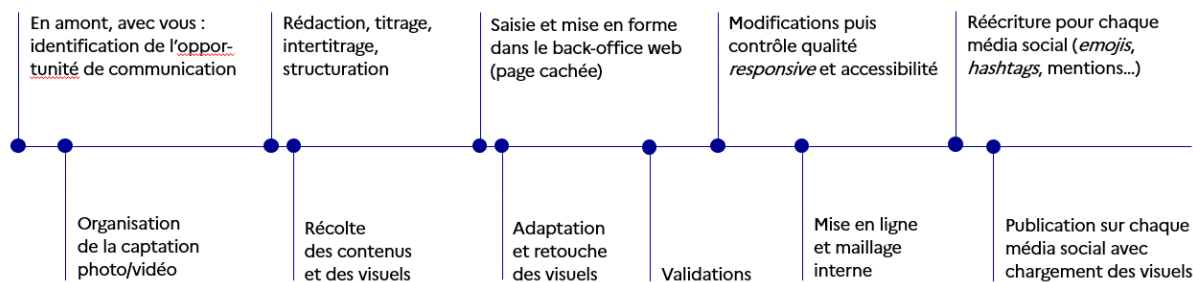 En amont, avec vous :
identification de l'oppor-
tunité de communication
Organisation
de la captation
photo/vidéo
Rédaction, titrage,
intertitrage,
structuration
Récolte
des contenus
et des visuels
Saisie et mise en forme
dans le back-office web
(page cachée)
Adaptation
et retouche
des visuels
Validations
Modifications puis
contrôle qualité
responsive et accessibilité
Mise en ligne
et maillage
interne
Réécriture pour chaque
média social (emojis,
hashtags, mentions...)
Publication sur chaque
média social avec
chargement des visuels